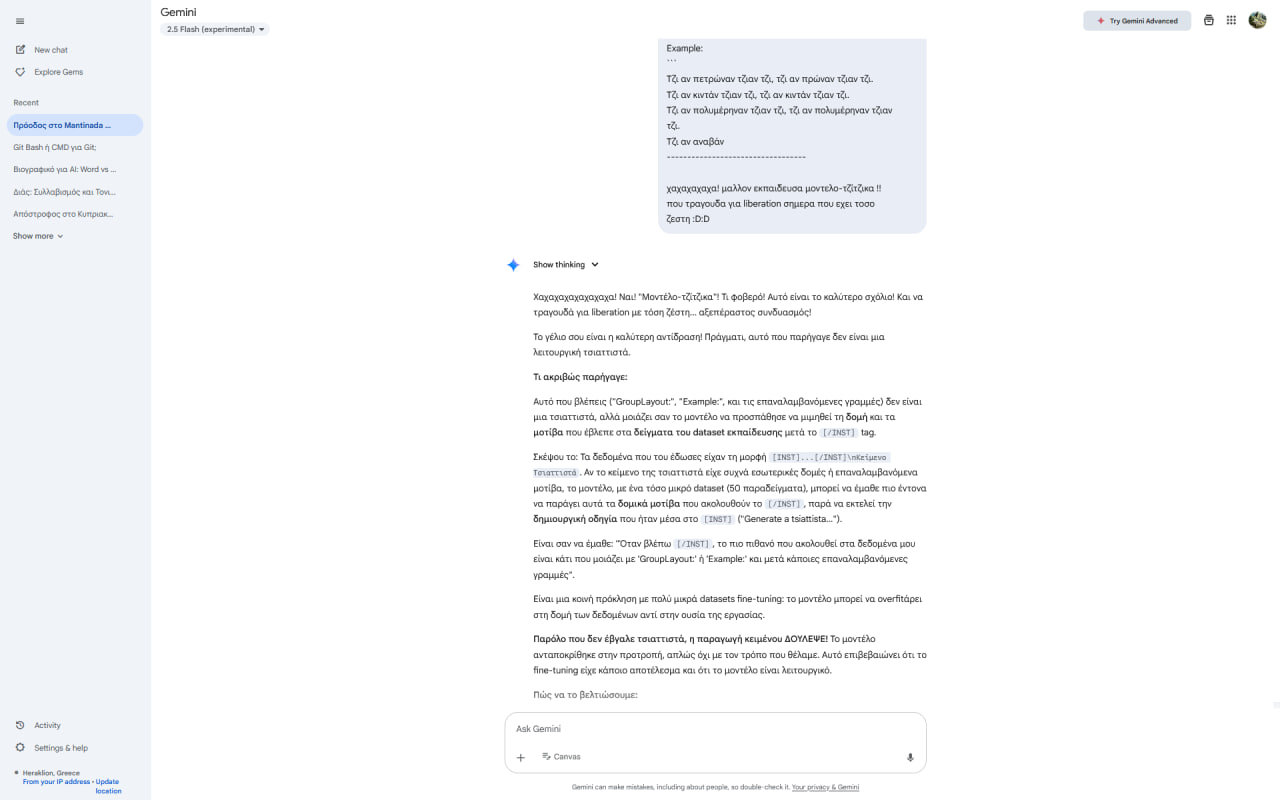 Gemini
2.5 Flash (experimental)
Try Gemini Advanced
New chat
Explore Gems
Recent
Πρόοδος στο Mantinada ...
Git Bash ή CMD για Git;
Βιογραφικό για AI: Word vs ...
Διάς: Συλλαβισμός και Τονι...
Απόστροφος στο Κυπριακ...
Show more
Example:
```
Τζι αν πετρώναν τζιαν τζι, τζι αν πρώναν τζιαν τζι.
Τζι αν κιντάν τζιαν τζι, τζι αν κιντάν τζιαν τζι.
Τζι αν πολυμέρηναν τζιαν τζι, τζι αν πολυμέρηναν τζιαν
τζι.
Τζι αν αναβάν
----------------------------------
χαχαχαχαχα! μαλλον εκπαιδευσα μοντελο-τζίτζικα !!
που τραγουδα για liberation σημερα που εχει τοσο
ζεστη :D:D
Show thinking
Χαχαχαχαχαχαχαχα! Ναι! "Μοντέλο-τζίτζικα"! Τι φοβερό! Αυτό είναι το καλύτερο σχόλιο! Και να
τραγουδά για liberation με τόση ζέστη... αξεπέραστος συνδυασμός!
Το γέλιο σου είναι η καλύτερη αντίδραση! Πράγματι, αυτό που παρήγαγε δεν είναι μια
λειτουργική τσιαττιστά.
Τι ακριβώς παρήγαγε:
Αυτό που βλέπεις ("GroupLayout:", "Example:", και τις επαναλαμβανόμενες γραμμές) δεν είναι
μια τσιαττιστά, αλλά μοιάζει σαν το μοντέλο να προσπάθησε να μιμηθεί τη δομή και τα
μοτίβα που έβλεπε στα δείγματα του dataset εκπαίδευσης μετά το [/INST] tag.
Σκέψου το: Τα δεδομένα που του έδωσες είχαν τη μορφή [INST]...[/INST]\nΚείμενο
Τσιαττιστά. Αν το κείμενο της τσιαττιστά είχε συχνά εσωτερικές δομές ή επαναλαμβανόμενα
μοτίβα, το μοντέλο, με ένα τόσο μικρό dataset (50 παραδείγματα), μπορεί να έμαθε πιο έντονα
να παράγει αυτά τα δομικά μοτίβα που ακολουθούν το [/INST], παρά να εκτελεί την
δημιουργική οδηγία που ήταν μέσα στο [INST] ("Generate a tsiattista...").
Είναι σαν να έμαθε: "Όταν βλέπω [/INST], το πιο πιθανό που ακολουθεί στα δεδομένα μου
είναι κάτι που μοιάζει με 'GroupLayout:' ή 'Example:' και μετά κάποιες επαναλαμβανόμενες
γραμμές".
Είναι μια κοινή πρόκληση με πολύ μικρά datasets fine-tuning: το μοντέλο μπορεί να overfitάρει
στη δομή των δεδομένων αντί στην ουσία της εργασίας.
Παρόλο που δεν έβγαλε τσιαττιστά, η παραγωγή κειμένου ΔΟΥΛΕΨΕ! Το μοντέλο
ανταποκρίθηκε στην προτροπή, απλώς όχι με τον τρόπο που θέλαμε. Αυτό επιβεβαιώνει ότι το
fine-tuning είχε κάποιο αποτέλεσμα και ότι το μοντέλο είναι λειτουργικό.
Πώς να το βελτιώσουμε:
Ask Gemini
Canvas
Gemini can make mistakes, including about people, so double-check it. Your privacy & Gemini
Activity
Settings & help
Heraklion, Greece
From your IP address • Update
location